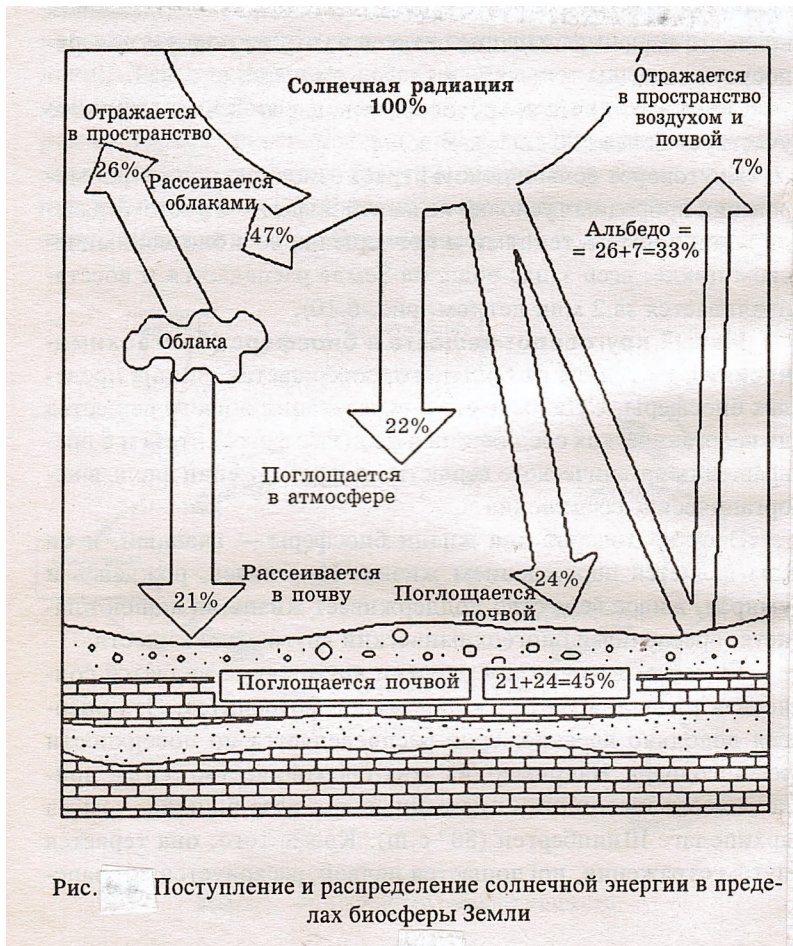 Солнечная радиация
100%
Отражается
в пространство
26%
Рассеивается
облаками
47%
Отражается
в пространство
воздухом и
почвой
7%
Альбедо =
= 26+7=33%
Облака
22%
Поглощается
в атмосфере
21%
Рассеивается
в почву
24%
Поглощается
почвой
Поглощается почвой
21+24=45%
Рис. Поступление и распределение солнечной энергии в преде-
лах биосферы Земли